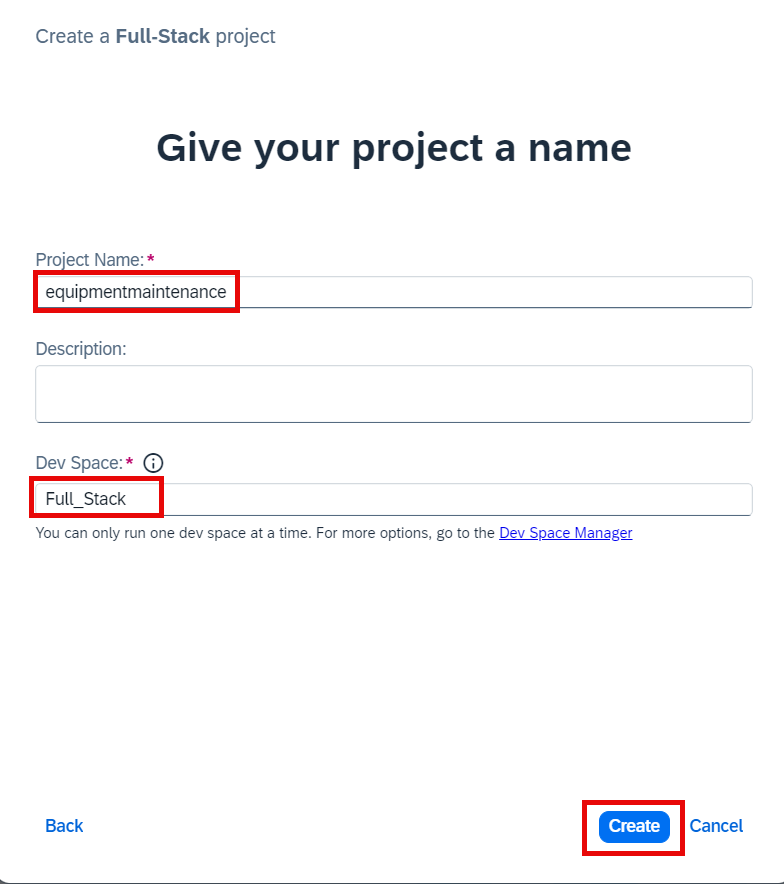 Create a Full-Stack project
Give your project a name
Project Name:*
equipmentmaintenance
Description:
Dev Space:*
Full_Stack
You can only run one dev space at a time. For more options, go to the Dev Space Manager
Back Create Cancel